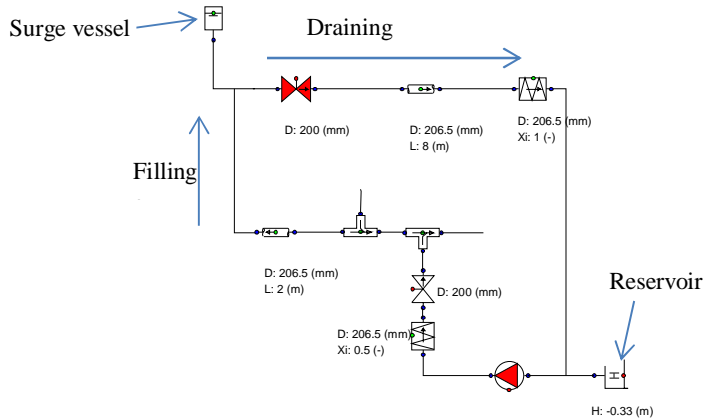 Surge vessel
Draining
D: 200 (mm)
D: 206.5 (mm)
L: 8 (m)
D: 206.5 (mm)
Xi: 1 (-)
Filling
D: 206.5 (mm)
L: 2 (m)
D: 200 (mm)
D: 206.5 (mm)
Xi: 0.5 (-)
Reservoir
H
H: -0.33 (m)